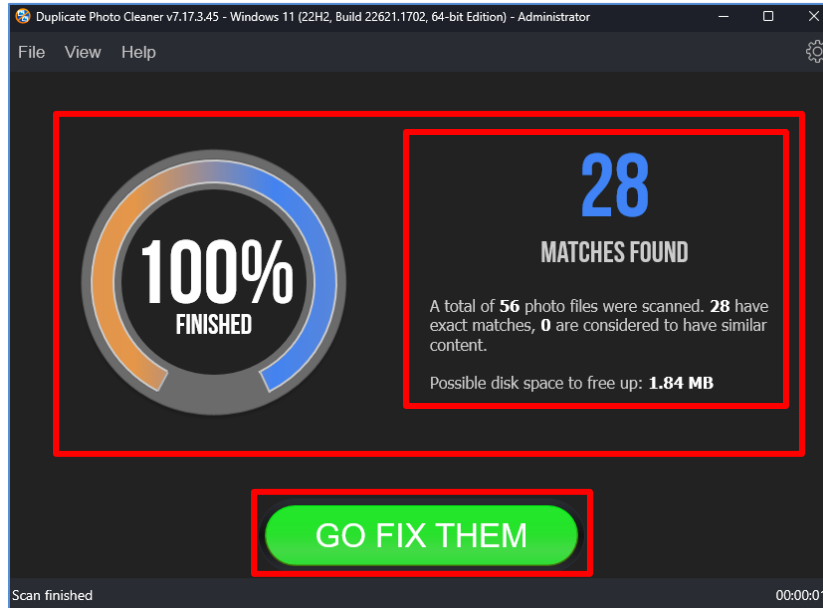 Duplicate Photo Cleaner v7.17.3.45 - Windows 11 (22H2, Build 22621.1702, 64-bit Edition) - Administrator
File View Help
100%
FINISHED
28
MATCHES FOUND
A total of 56 photo files were scanned. 28 have
exact matches, 0 are considered to have similar
content.
Possible disk space to free up: 1.84 MB
GO FIX THEM
Scan finished
00:00:01